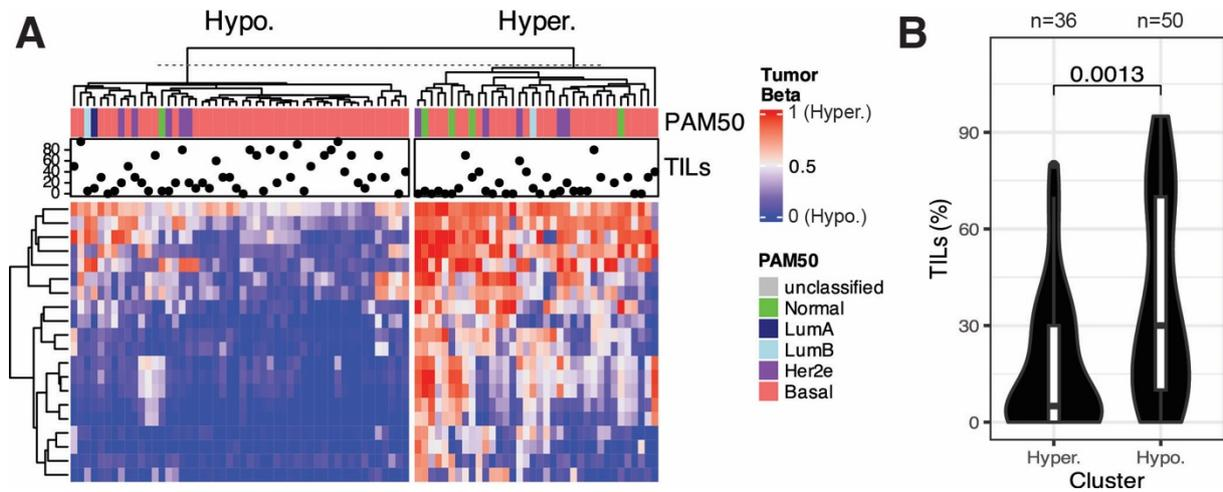 A
Hypo.
Hyper.
PAM50
80
60
40
20
0
TILs
Tumor
Beta
1 (Hyper.)
0.5
0 (Hypo.)
PAM50
unclassified
Normal
LumA
LumB
Her2e
Basal
B
n=36
n=50
0.0013
90
60
30
0
TILs (%)
Hyper.
Hypo.
Cluster